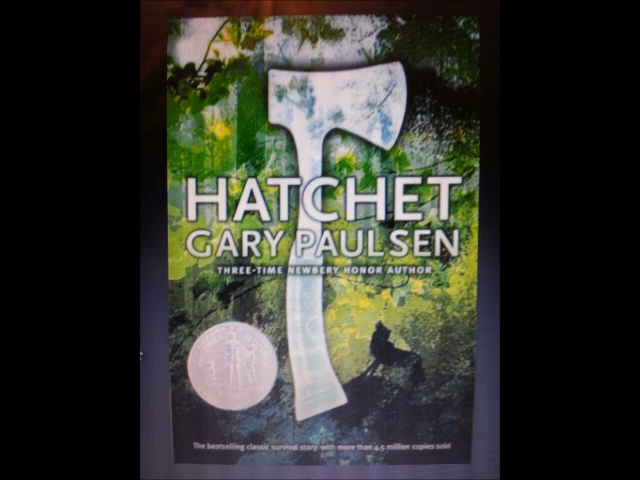 HATCHET
GARY PAULSEN
THREE-TIME NEWBERY HONOR AUTHOR
The bestselling classic survival story with more than 4.5 million copies sold